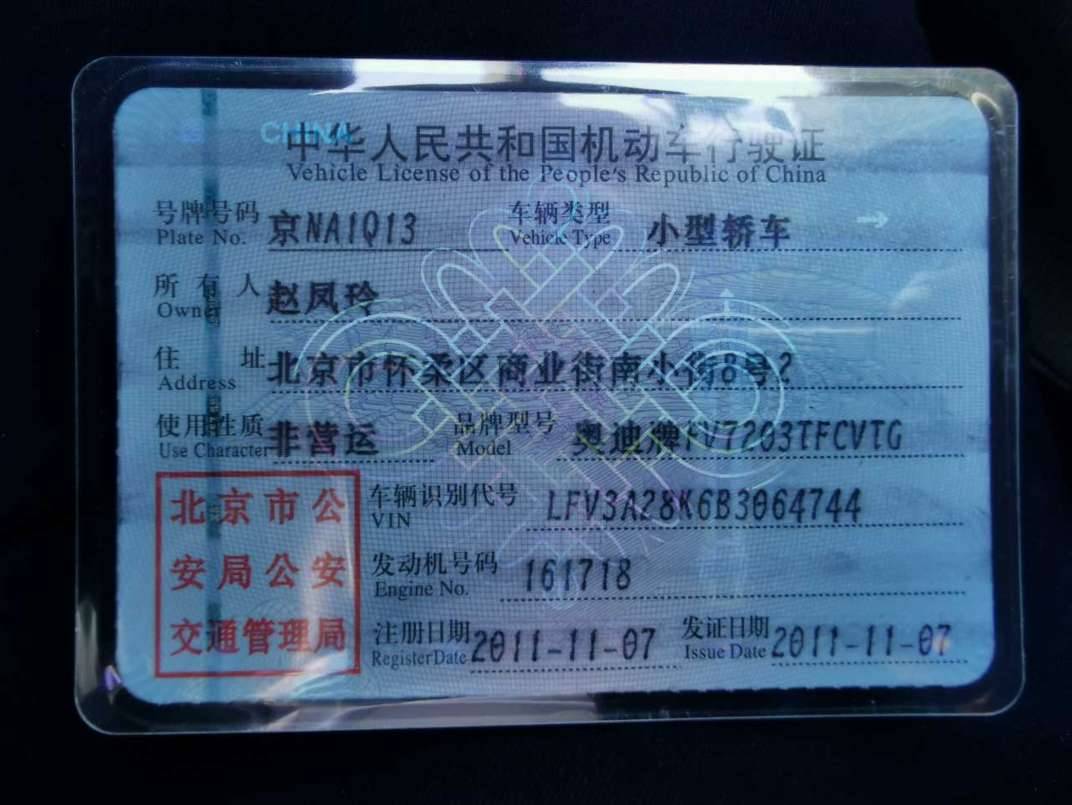 CHINA
中华人民共和国机动车行驶证
Vehicle License of the People's Republic of China
号牌号码 京NA1Q13 车辆类型 小型轿车
Plate No. Vehicle Type
所有人 赵凤玲
Owner
住址 北京市怀柔区商业街南小街8号2
Address
使用性质 非营运 品牌型号 奥迪牌FV7203TFCVTG
Use Character Model
北京市公
安局公安
交通管理局
车辆识别代号 LFV3A28K6B3064744
VIN
发动机号码 161718
Engine No.
注册日期 2011-11-07 发证日期 2011-11-07
Register Date Issue Date